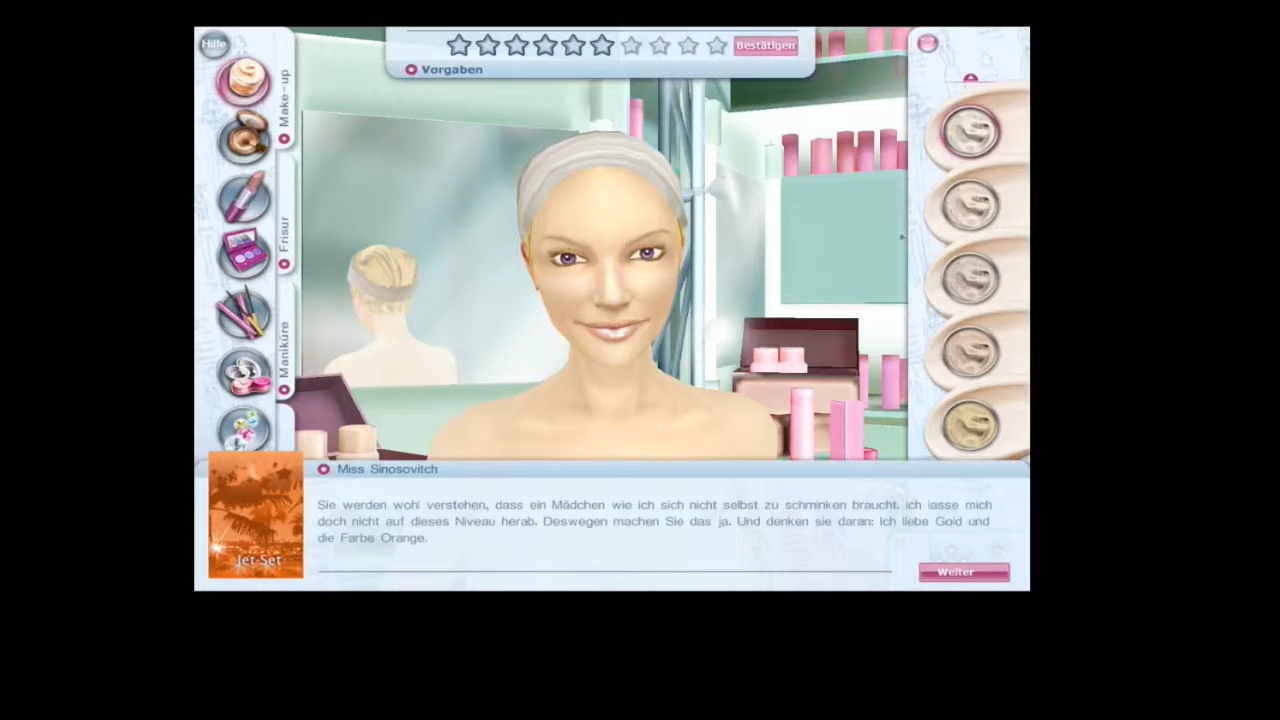 Hilfe
Bestätigen
Vorgaben
Make-up
Frisur
Maniküre
Miss Sinosovitch
Sie werden wohl verstehen, dass ein Mädchen wie ich sich nicht selbst zu schminken braucht. Ich lasse mich
doch nicht auf dieses Niveau herab. Deswegen machen Sie das ja. Und denken sie daran: Ich liebe Gold und
die Farbe Orange.
Jet Set
Weiter